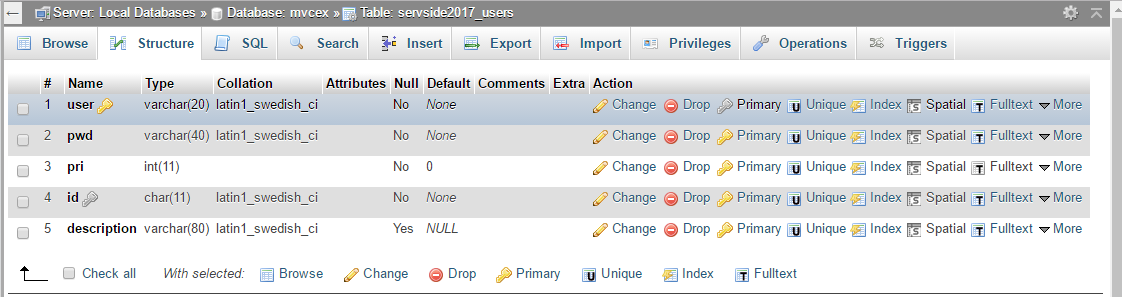 Server: Local Databases » Database: mvcex » Table: servside2017_users
Browse Structure SQL Search Insert Export Import Privileges Operations Triggers
# Name Type Collation Attributes Null Default Comments Extra Action
1 user varchar(20) latin1_swedish_ci No None Change Drop Primary Unique Index Spatial Fulltext More
2 pwd varchar(40) latin1_swedish_ci No None Change Drop Primary Unique Index Spatial Fulltext More
3 pri int(11) No 0 Change Drop Primary Unique Index Spatial Fulltext More
4 id char(11) latin1_swedish_ci No None Change Drop Primary Unique Index Spatial Fulltext More
5 description varchar(80) latin1_swedish_ci Yes NULL Change Drop Primary Unique Index Spatial Fulltext More
Check all With selected: Browse Change Drop Primary Unique Index Fulltext